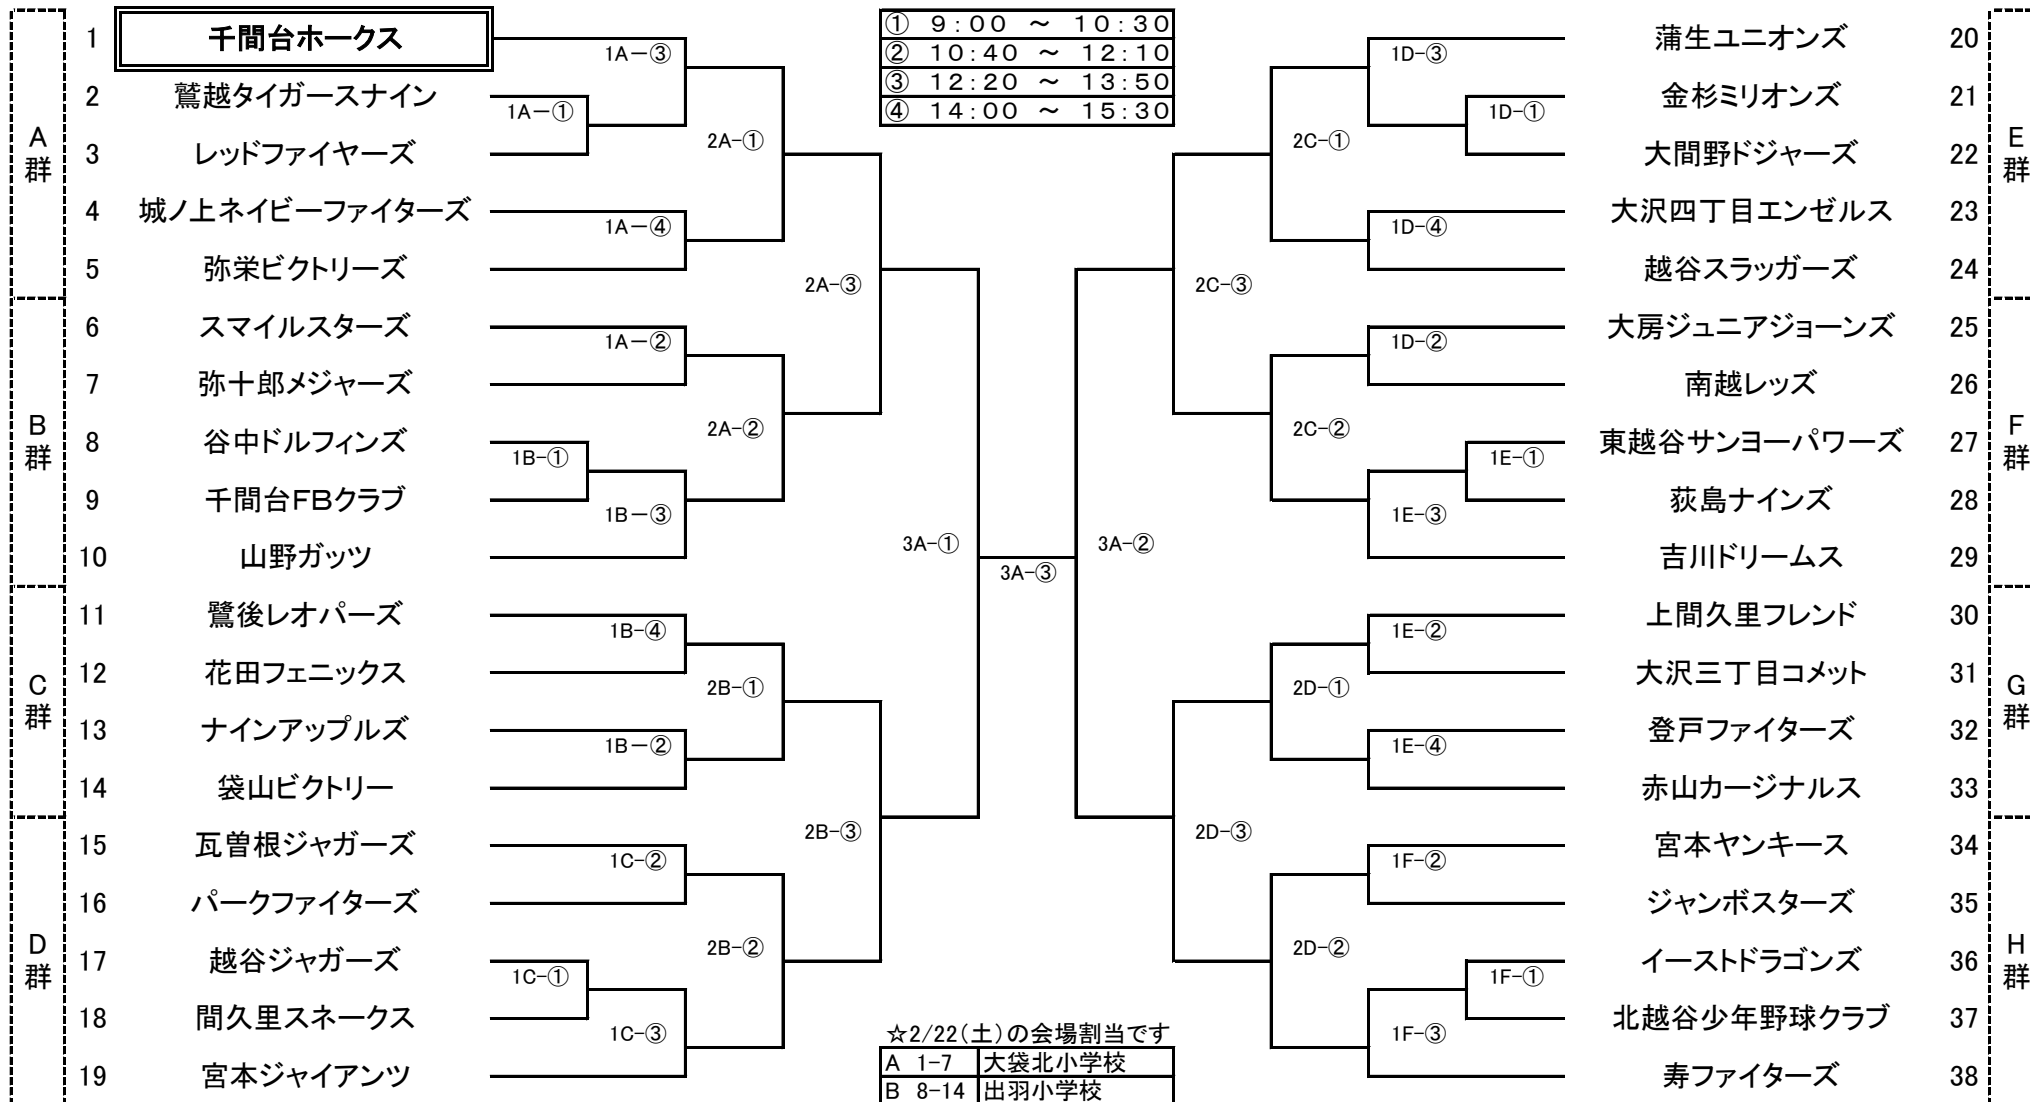 A群
B群
C群
D群
1 千間台ホークス
2 鷲越タイガースナイン
3 レッドファイヤーズ
4 城ノ上ネイビーファイターズ
5 弥栄ビクトリーズ
6 スマイルスターズ
7 弥十郎メジャーズ
8 谷中ドルフィンズ
9 千間台FBクラブ
10 山野ガッツ
11 鷺後レオパーズ
12 花田フェニックス
13 ナインアップルズ
14 袋山ビクトリー
15 瓦曽根ジャガーズ
16 パークファイターズ
17 越谷ジャガーズ
18 間久里スネークス
19 宮本ジャイアンツ
1A－③
1A－①
1A－④
1A－②
1B-①
1B－③
1B-④
1B－②
1C-②
1C-①
1C-③
2A-①
2A-②
2B-①
2B-②
2A-③
2B-③
3A-①
3A-③
3A-②
① 9：00 ～ 10：30
② 10：40 ～ 12：10
③ 12：20 ～ 13：50
④ 14：00 ～ 15：30
☆2/22（土）の会場割当です
A 1-7 大袋北小学校
B 8-14 出羽小学校
2C-③
2D-③
2C-①
2C-②
2D-①
2D-②
1D-③
1D-①
1D-④
1D-②
1E-①
1E-③
1E-②
1E-④
1F-②
1F-①
1F-③
蒲生ユニオンズ 20
金杉ミリオンズ 21
大間野ドジャーズ 22
大沢四丁目エンゼルス 23
越谷スラッガーズ 24
大房ジュニアジョーンズ 25
南越レッズ 26
東越谷サンヨーパワーズ 27
荻島ナインズ 28
吉川ドリームス 29
上間久里フレンド 30
大沢三丁目コメット 31
登戸ファイターズ 32
赤山カージナルス 33
宮本ヤンキース 34
ジャンボスターズ 35
イーストドラゴンズ 36
北越谷少年野球クラブ 37
寿ファイターズ 38
E群
F群
G群
H群